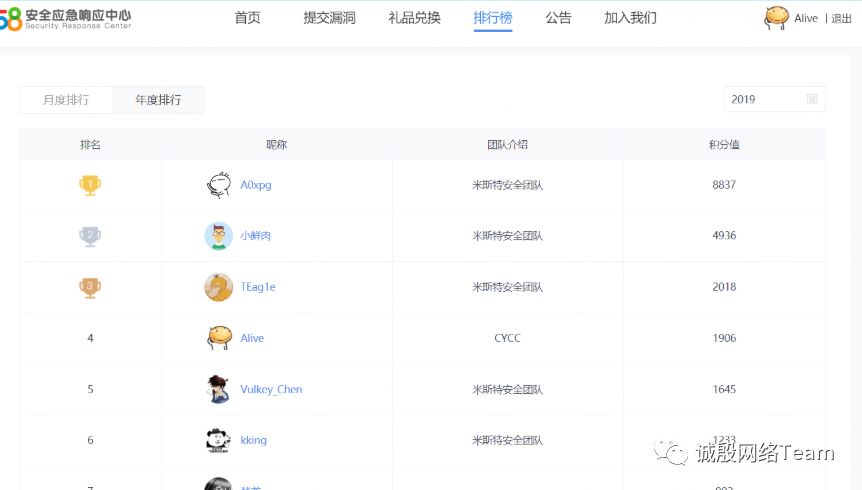 58 安全应急响应中心
Security Response Center
首页 提交漏洞 礼品兑换 排行榜 公告 加入我们 Alive | 退出
月度排行 年度排行 2019
排名 昵称 团队介绍 积分值
1 A0xpg 米斯特安全团队 8837
2 小鲜肉 米斯特安全团队 4936
3 TEag1e 米斯特安全团队 2018
4 Alive CYCC 1906
5 Vulkey_Chen 米斯特安全团队 1645
6 kking 米斯特安全团队 1233
诚殷网络Team